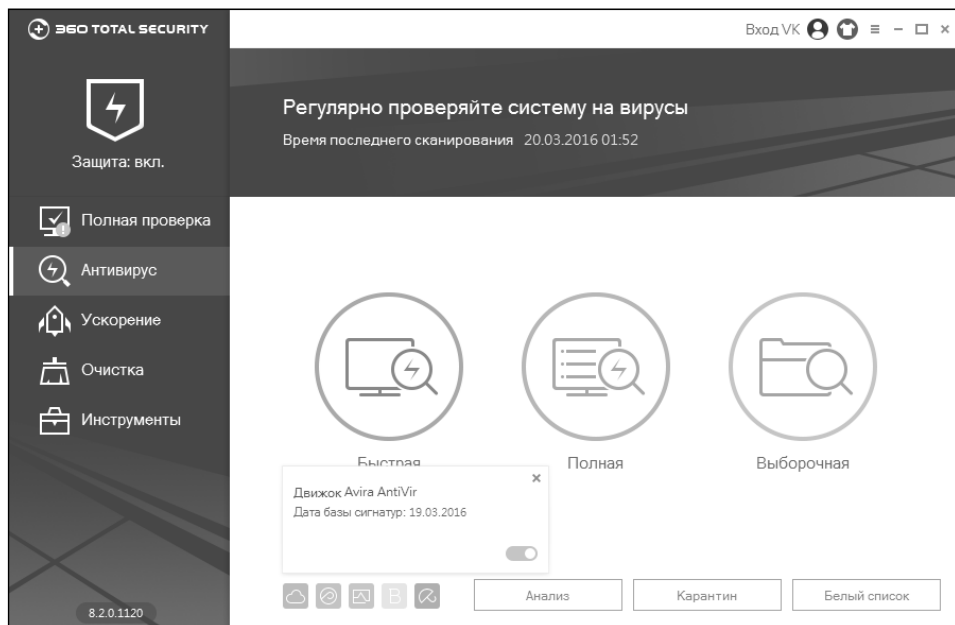 360 TOTAL SECURITY
Вход VK
Защита: вкл.
Регулярно проверяйте систему на вирусы
Время последнего сканирования 20.03.2016 01:52
Полная проверка
Антивирус
Ускорение
Очистка
Инструменты
Быстрая
Полная
Выборочная
Движок Avira AntiVir
Дата базы сигнатур: 19.03.2016
B
Анализ
Карантин
Белый список
8.2.0.1120